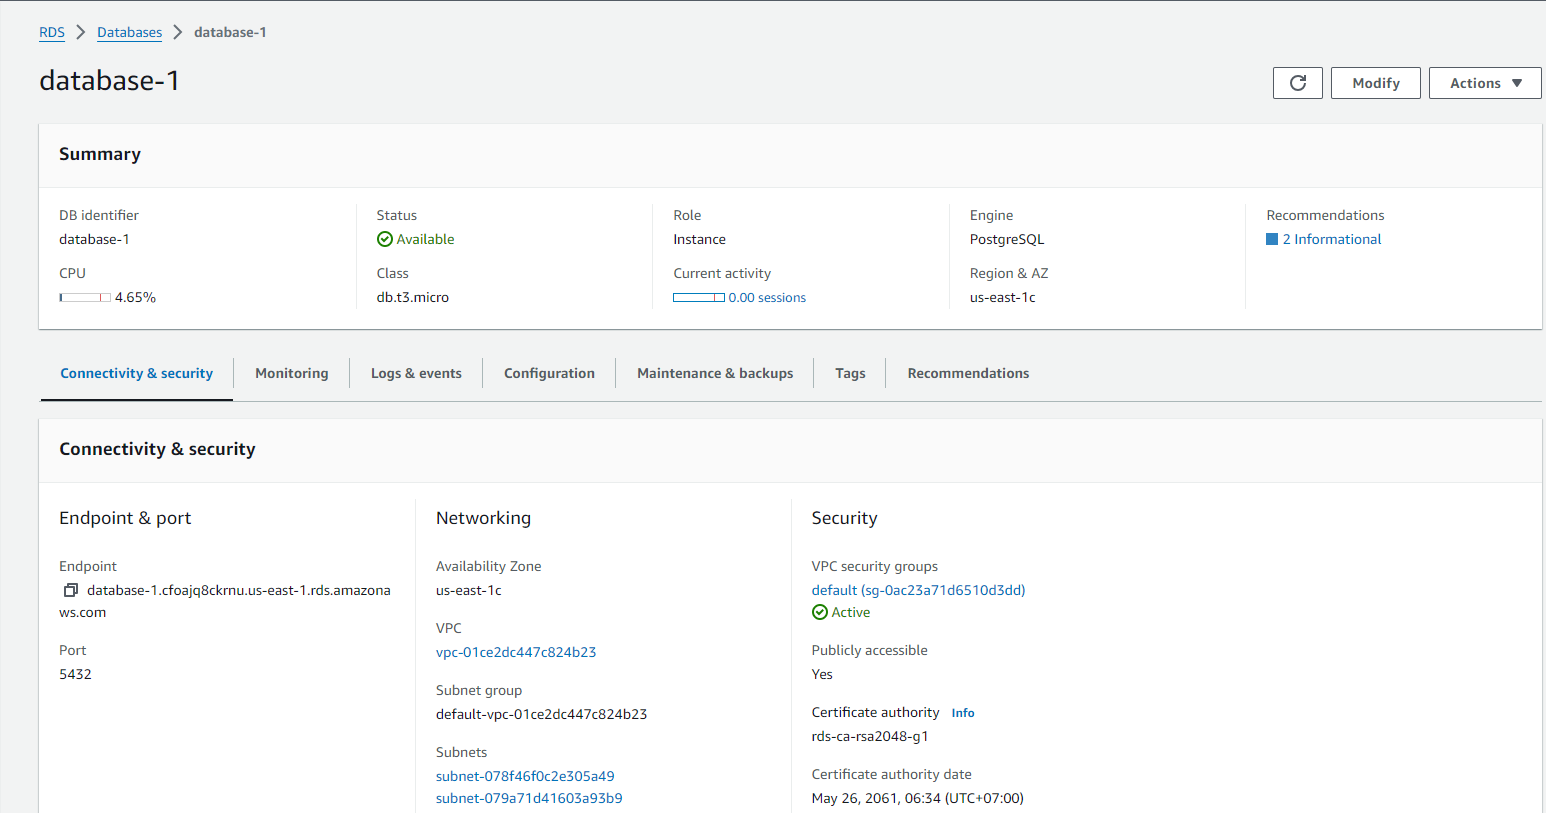 RDS > Databases > database-1
database-1
Modify
Actions
Summary
DB identifier
database-1
Status
Available
Role
Instance
Engine
PostgreSQL
Recommendations
2 Informational
CPU
4.65%
Class
db.t3.micro
Current activity
0.00 sessions
Region & AZ
us-east-1c
Connectivity & security
Monitoring
Logs & events
Configuration
Maintenance & backups
Tags
Recommendations
Connectivity & security
Endpoint & port
Endpoint
database-1.cfoajq8ckrnu.us-east-1.rds.amazona
ws.com
Port
5432
Networking
Availability Zone
us-east-1c
VPC
vpc-01ce2dc447c824b23
Subnet group
default-vpc-01ce2dc447c824b23
Subnets
subnet-078f46f0c2e305a49
subnet-079a71d41603a93b9
Security
VPC security groups
default (sg-0ac23a71d6510d3dd)
Active
Publicly accessible
Yes
Certificate authority Info
rds-ca-rsa2048-g1
Certificate authority date
May 26, 2061, 06:34 (UTC+07:00)